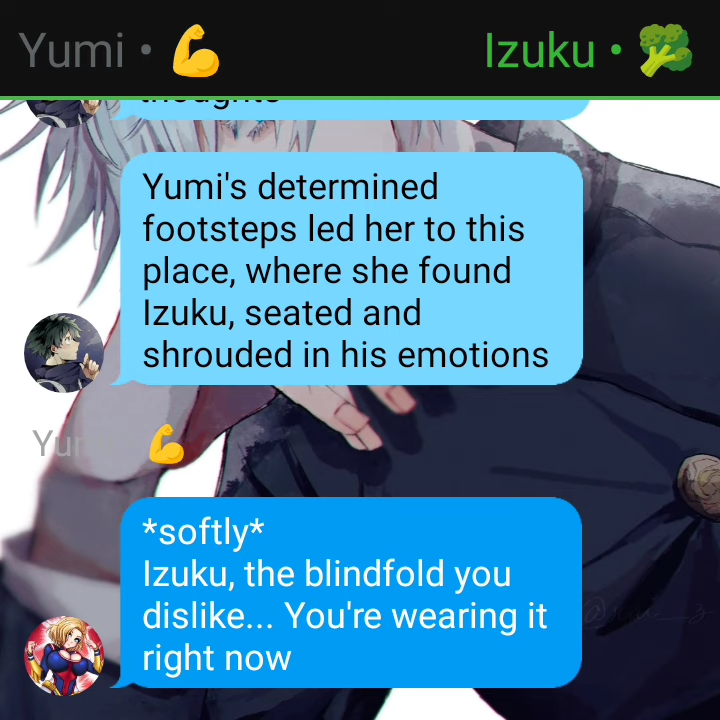 Yumi • 💪
Izuku • 🥦
thoughts
Yumi's determined
footsteps led her to this
place, where she found
Izuku, seated and
shrouded in his emotions
💪
*softly*
Izuku, the blindfold you
dislike... You're wearing it
right now